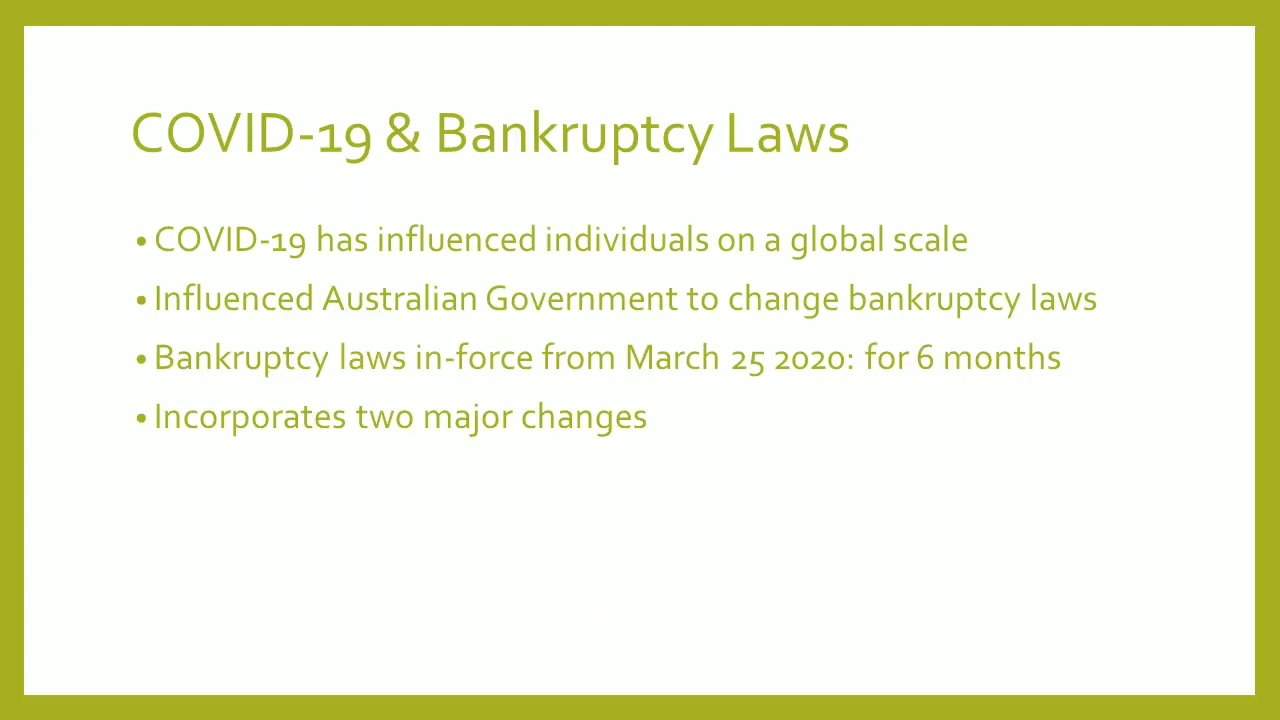 COVID-19 & Bankruptcy Laws
• COVID-19 has influenced individuals on a global scale
• Influenced Australian Government to change bankruptcy laws
• Bankruptcy laws in-force from March 25 2020: for 6 months
• Incorporates two major changes